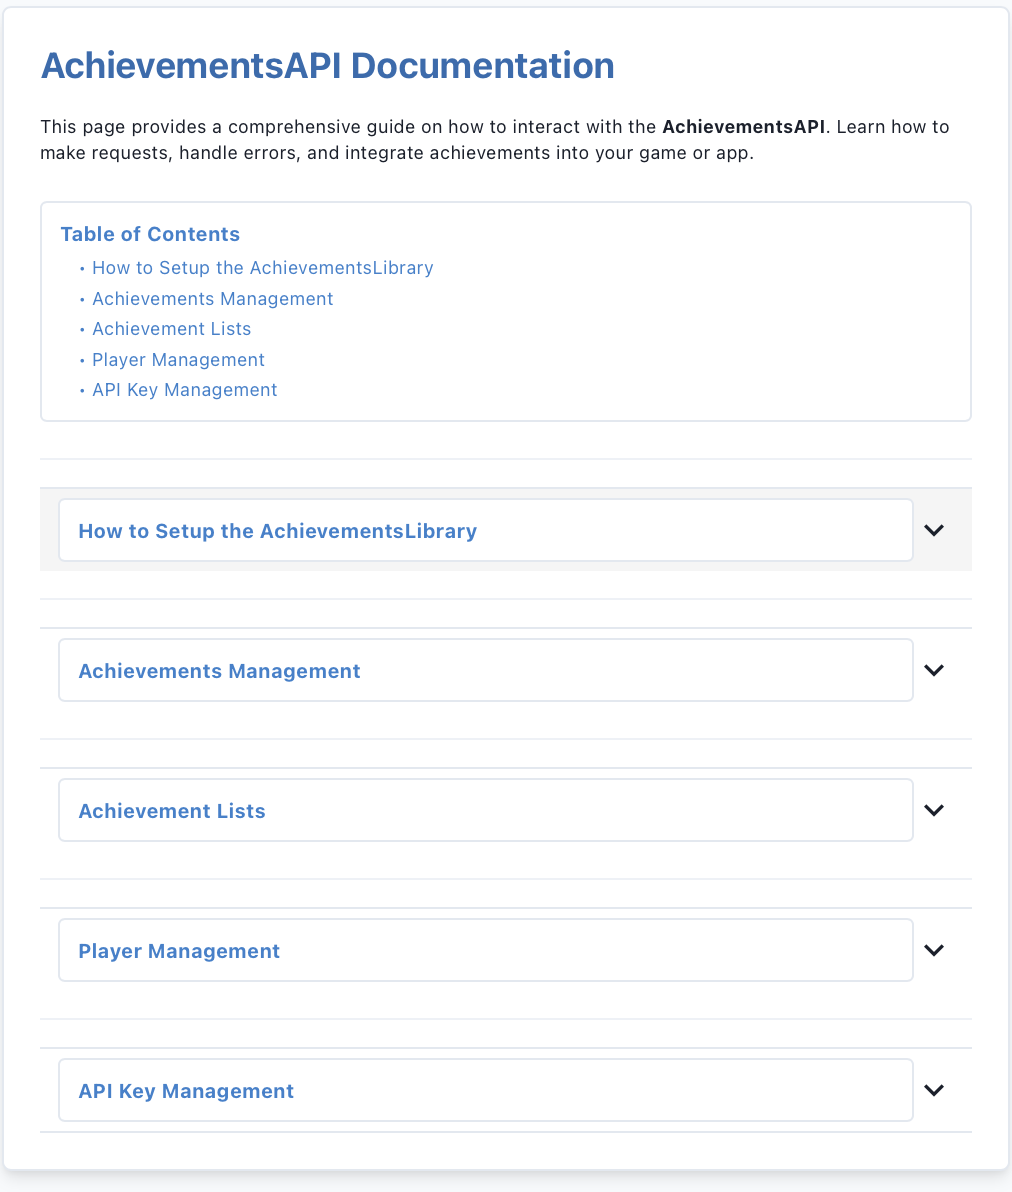 AchievementsAPI Documentation
This page provides a comprehensive guide on how to interact with the AchievementsAPI. Learn how to
make requests, handle errors, and integrate achievements into your game or app.
Table of Contents
• How to Setup the AchievementsLibrary
• Achievements Management
• Achievement Lists
• Player Management
• API Key Management
How to Setup the AchievementsLibrary
Achievements Management
Achievement Lists
Player Management
API Key Management